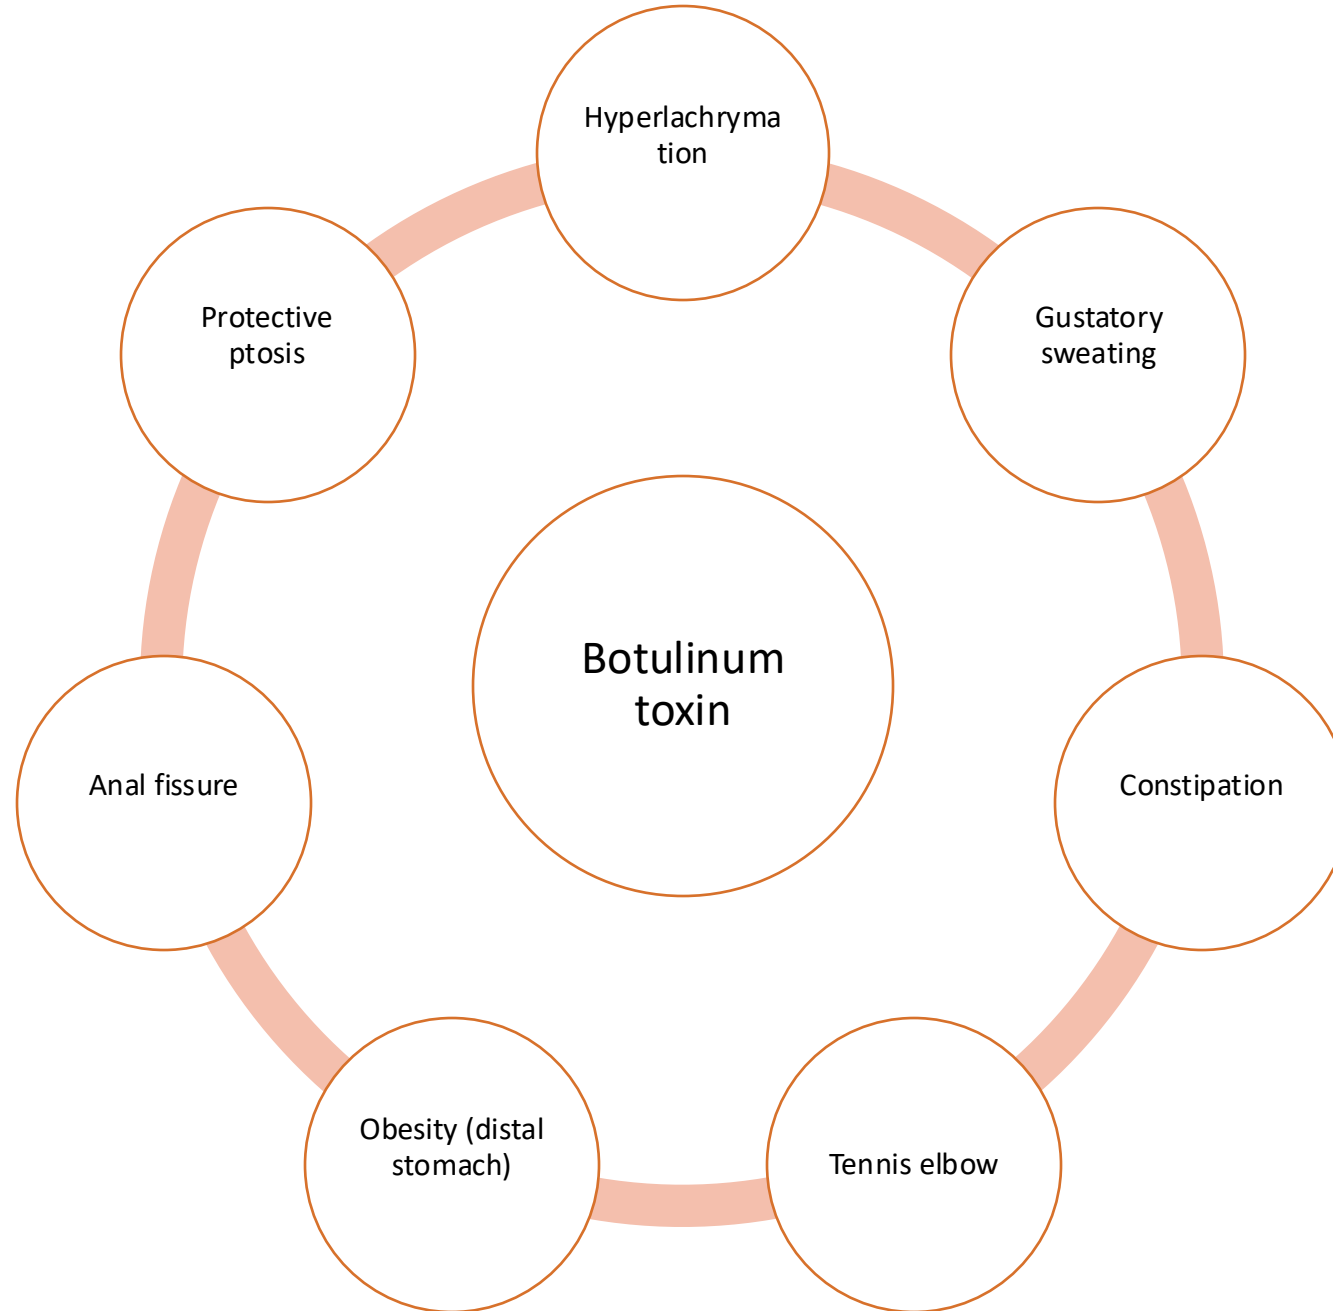 Hyperlachryma
tion
Gustatory
sweating
Constipation
Tennis elbow
Obesity (distal
stomach)
Anal fissure
Protective
ptosis
Botulinum
toxin